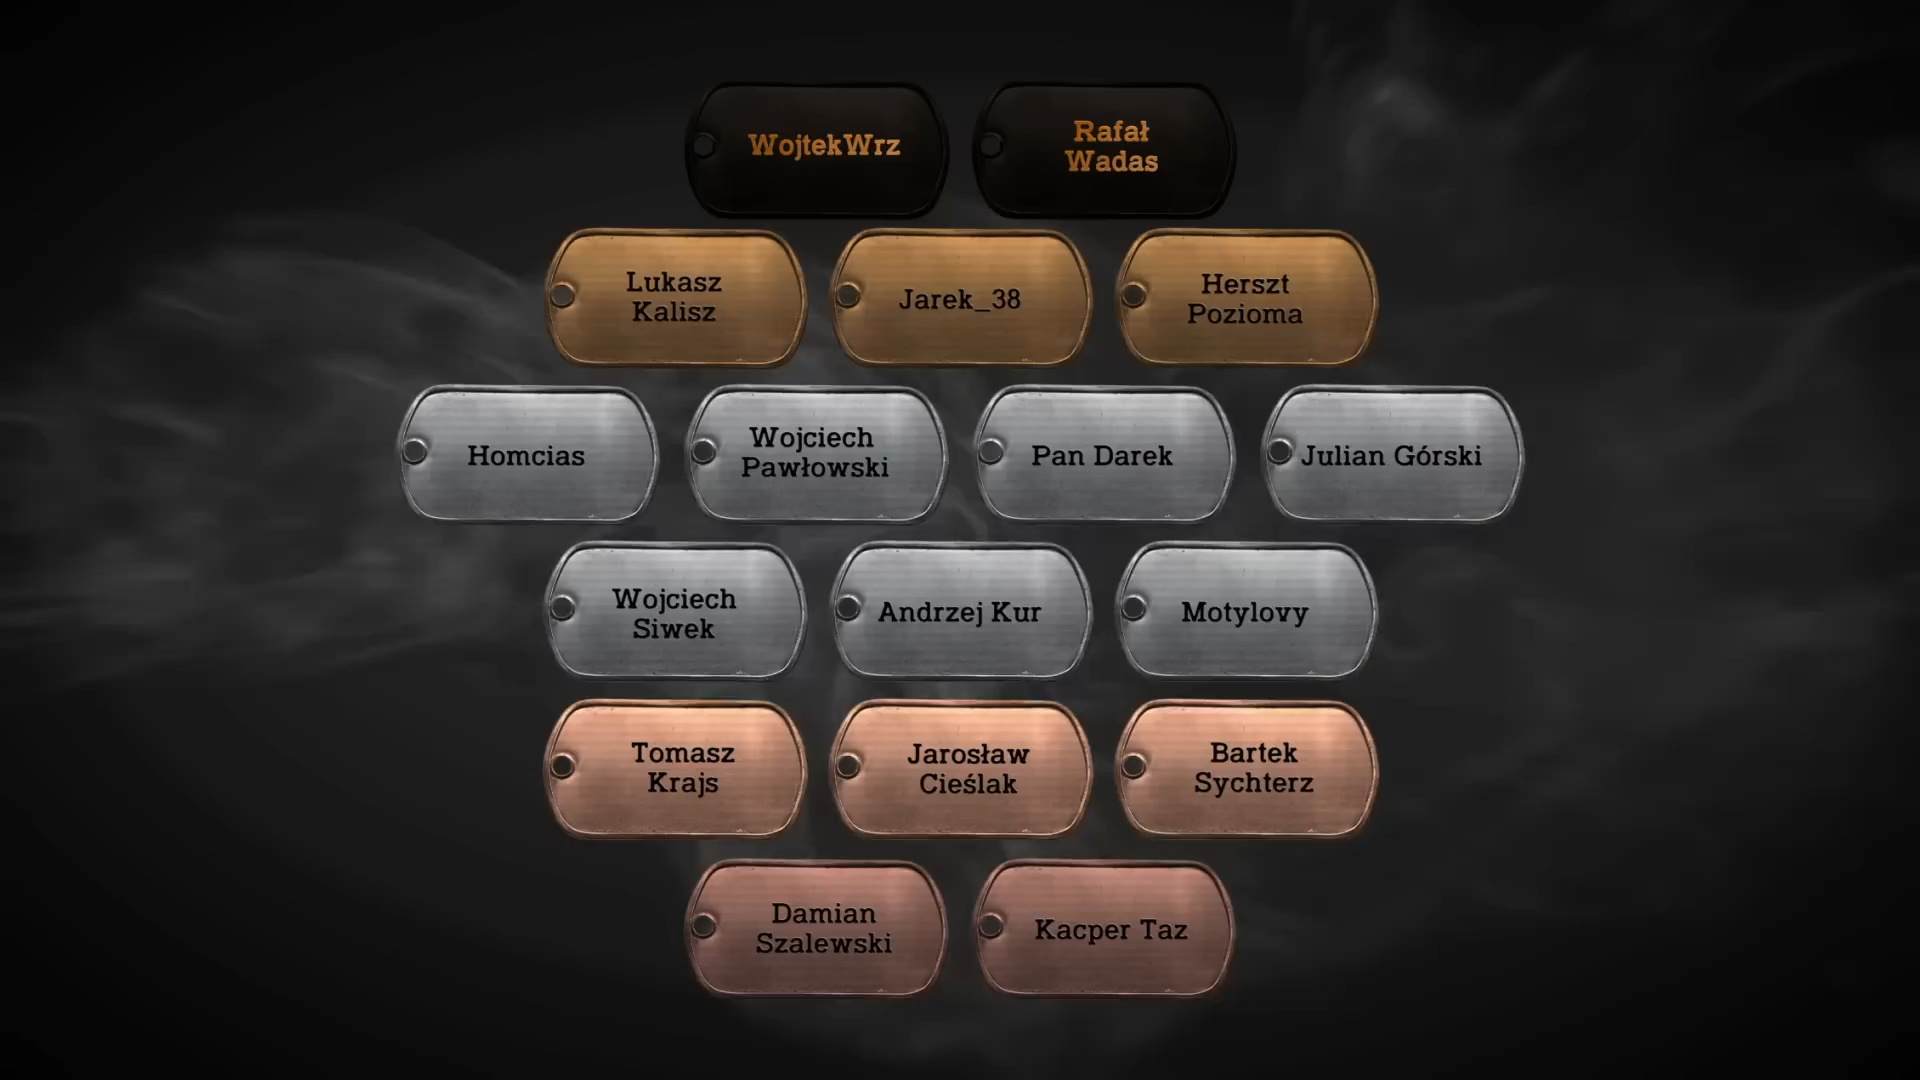 WojtekWrz
Rafał
Wadas
Lukasz
Kalisz
Jarek_38
Herszt
Pozioma
Homcias
Wojciech
Pawłowski
Pan Darek
Julian Górski
Wojciech
Siwek
Andrzej Kur
Motylovy
Tomasz
Krajs
Jarosław
Cieślak
Bartek
Sychterz
Damian
Szalewski
Kacper Taz